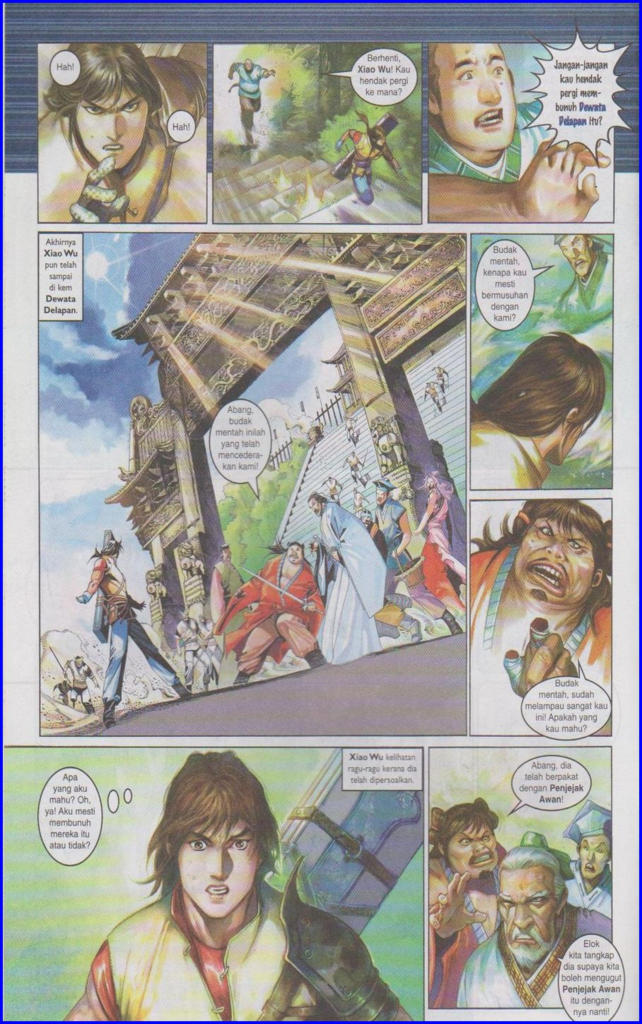 Hah!
Hah!
Berhenti,
Xiao Wu! Kau
hendak pergi
ke mana?
Jangan-jangan
kau hendak
pergi mem-
bunuh Dewata
Delapan itu?
Akhirnya
Xiao Wu
pun telah
sampai
di kem
Dewata
Delapan.
Abang,
budak
mentah inilah
yang telah
mencedera-
kan kami!
Budak
mentah,
kenapa kau
mesti
bermusuhan
dengan
kami?
Budak
mentah, sudah
melampau sangat kau
ini! Apakah yang
kau mahu?
Apa
yang aku
mahu? Oh,
ya! Aku mesti
membunuh
mereka itu
atau tidak?
Xiao Wu kelihatan
ragu-ragu kerana dia
telah dipersoalkan.
Abang, dia
telah berpakat
dengan Penjejak
Awan!
Elok
kita tangkap
dia supaya kita
boleh mengugut
Penjejak Awan
itu dengan-
nya nanti!